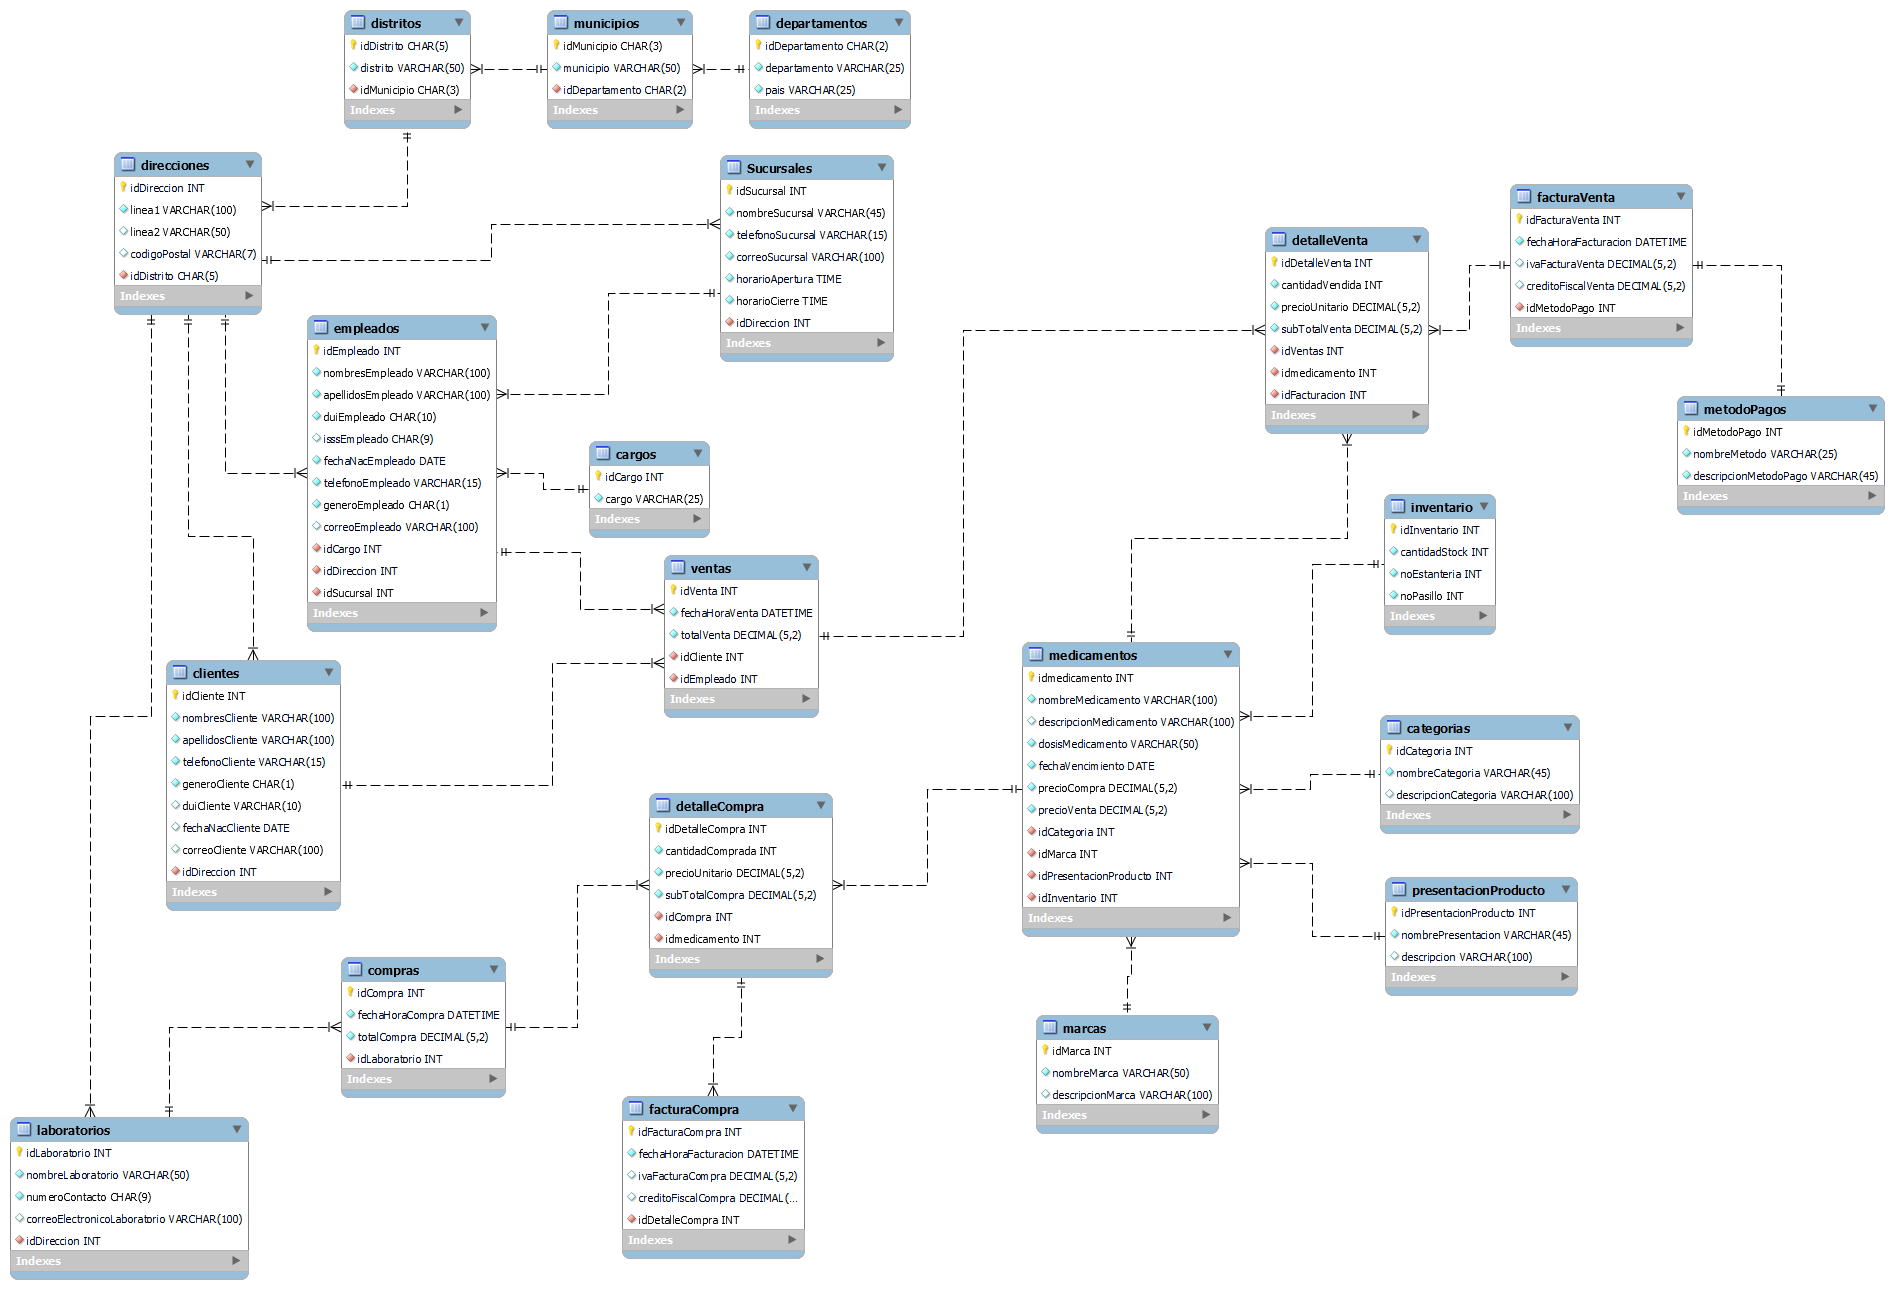 distritos
idDistrito CHAR(5)
distrito VARCHAR(50)
idMunicipio CHAR(3)
Indexes
municipios
idMunicipio CHAR(3)
municipio VARCHAR(50)
idDepartamento CHAR(2)
Indexes
departamentos
idDepartamento CHAR(2)
departamento VARCHAR(25)
pais VARCHAR(25)
Indexes
direcciones
idDireccion INT
linea1 VARCHAR(100)
linea2 VARCHAR(50)
codigoPostal VARCHAR(7)
idDistrito CHAR(5)
Indexes
Sucursales
idSucursal INT
nombreSucursal VARCHAR(45)
telefonoSucursal VARCHAR(15)
correoSucursal VARCHAR(100)
horarioApertura TIME
horarioCierre TIME
idDireccion INT
Indexes
facturaVenta
idFacturaVenta INT
fechaHoraFacturacion DATETIME
ivaFacturaVenta DECIMAL(5,2)
creditoFiscalVenta DECIMAL(5,2)
idMetodoPago INT
Indexes
detalleVenta
idDetalleVenta INT
cantidadVendida INT
precioUnitario DECIMAL(5,2)
subTotalVenta DECIMAL(5,2)
idVentas INT
idmedicamento INT
idFacturacion INT
Indexes
empleados
idEmpleado INT
nombresEmpleado VARCHAR(100)
apellidosEmpleado VARCHAR(100)
duiEmpleado CHAR(10)
isssEmpleado CHAR(9)
fechaNacEmpleado DATE
telefonoEmpleado VARCHAR(15)
generoEmpleado CHAR(1)
correoEmpleado VARCHAR(100)
idCargo INT
idDireccion INT
idSucursal INT
Indexes
metodoPagos
idMetodoPago INT
nombreMetodo VARCHAR(25)
descripcionMetodoPago VARCHAR(45)
Indexes
cargos
idCargo INT
cargo VARCHAR(25)
Indexes
inventario
idInventario INT
cantidadStock INT
noEstanteria INT
noPasillo INT
Indexes
ventas
idVenta INT
fechaHoraVenta DATETIME
totalVenta DECIMAL(5,2)
idCliente INT
idEmpleado INT
Indexes
medicamentos
idmedicamento INT
nombreMedicamento VARCHAR(100)
descripcionMedicamento VARCHAR(100)
dosisMedicamento VARCHAR(50)
fechaVencimiento DATE
precioCompra DECIMAL(5,2)
precioVenta DECIMAL(5,2)
idCategoria INT
idMarca INT
idPresentacionProducto INT
idInventario INT
Indexes
clientes
idCliente INT
nombresCliente VARCHAR(100)
apellidosCliente VARCHAR(100)
telefonoCliente VARCHAR(15)
generoCliente CHAR(1)
duiCliente VARCHAR(10)
fechaNacCliente DATE
correoCliente VARCHAR(100)
idDireccion INT
Indexes
categorias
idCategoria INT
nombreCategoria VARCHAR(45)
descripcionCategoria VARCHAR(100)
Indexes
detalleCompra
idDetalleCompra INT
cantidadComprada INT
precioUnitario DECIMAL(5,2)
subTotalCompra DECIMAL(5,2)
idCompra INT
idmedicamento INT
Indexes
presentacionProducto
idPresentacionProducto INT
nombrePresentacion VARCHAR(45)
descripcion VARCHAR(100)
Indexes
compras
idCompra INT
fechaHoraCompra DATETIME
totalCompra DECIMAL(5,2)
idLaboratorio INT
Indexes
marcas
idMarca INT
nombreMarca VARCHAR(50)
descripcionMarca VARCHAR(100)
Indexes
facturaCompra
idFacturaCompra INT
fechaHoraFacturacion DATETIME
ivaFacturaCompra DECIMAL(5,2)
creditoFiscalCompra DECIMAL(...
idDetalleCompra INT
Indexes
laboratorios
idLaboratorio INT
nombreLaboratorio VARCHAR(50)
numeroContacto CHAR(9)
correoElectronicoLaboratorio VARCHAR(100)
idDireccion INT
Indexes